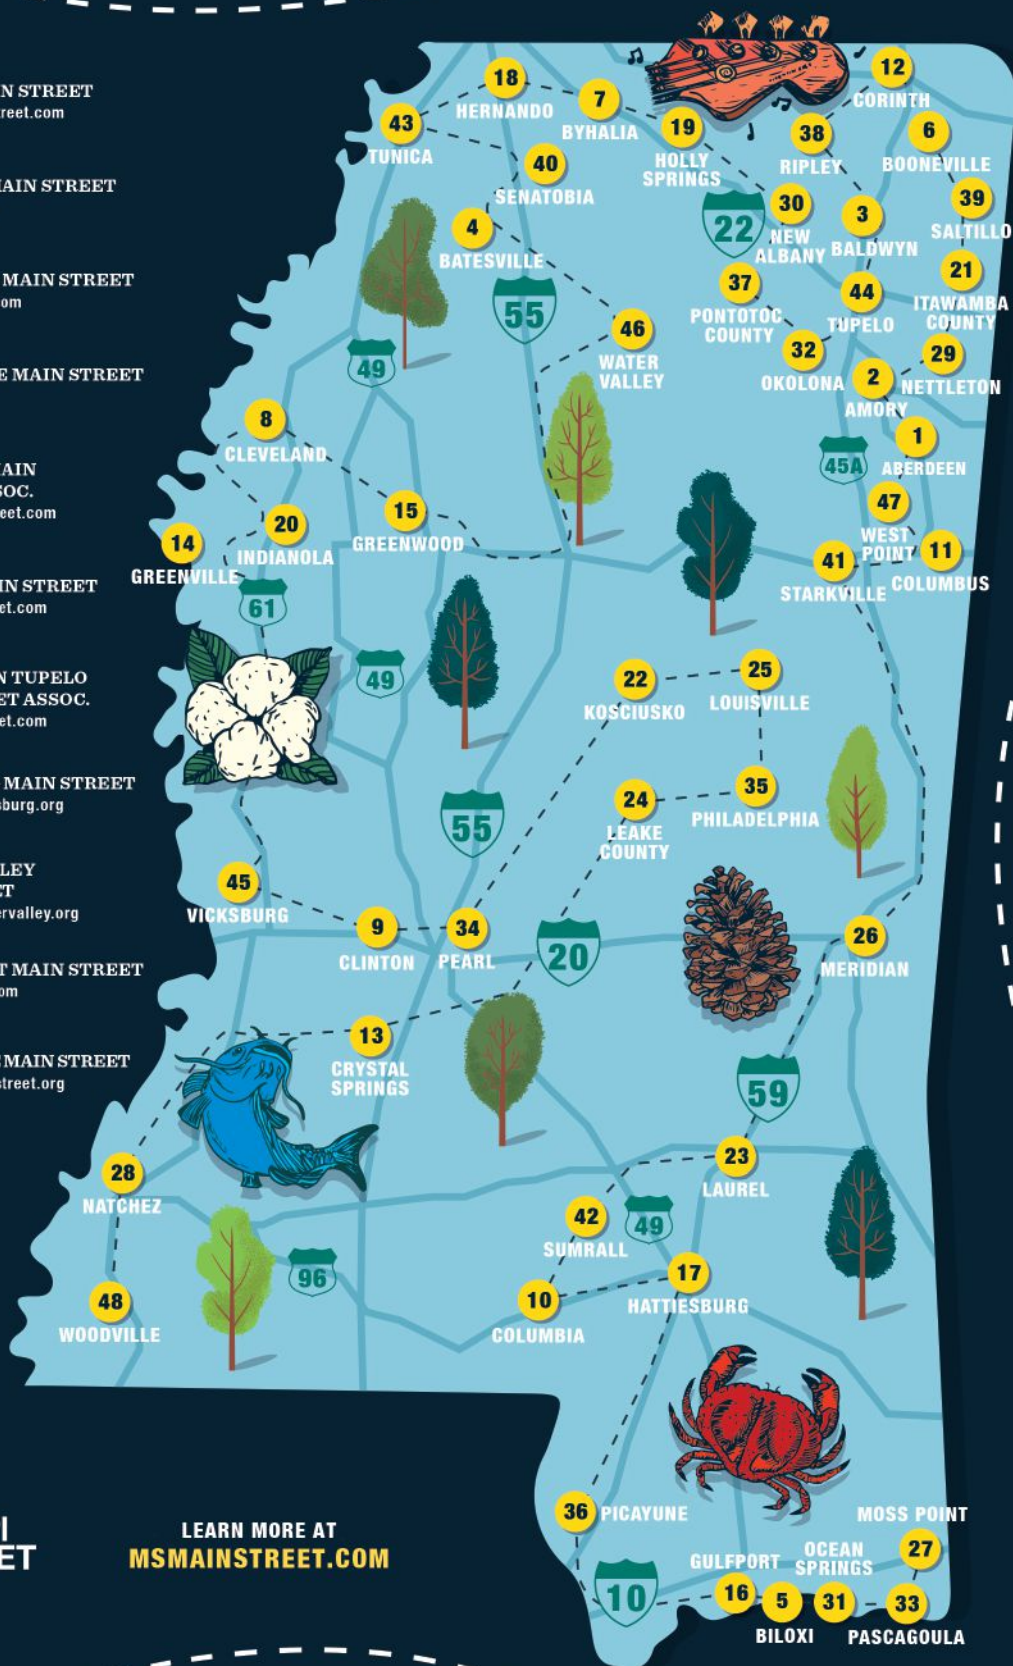 N STREET
reet.com
AIN STREET
MAIN STREET
om
E MAIN STREET
AIN
SOC.
eet.com
IN STREET
et.com
N TUPELO
ET ASSOC.
et.com
MAIN STREET
sburg.org
LEY
ET
ervalley.org
T MAIN STREET
om
MAIN STREET
street.org
I
ET
LEARN MORE AT
MSMAINSTREET.COM
18
HERNANDO
7
BYHALIA
12
CORINTH
43
TUNICA
19
HOLLY
SPRINGS
38
RIPLEY
6
BOONEVILLE
40
SENATOBIA
30
NEW
ALBANY
3
BALDWYN
39
SALTILLO
4
BATESVILLE
22
55
37
PONTOTOC
COUNTY
44
TUPELO
21
ITAWAMBA
COUNTY
46
WATER
VALLEY
32
OKOLONA
2
AMORY
29
NETTLETON
49
8
CLEVELAND
45A
1
ABERDEEN
15
GREENWOOD
20
INDIANOLA
14
GREENVILLE
47
WEST
POINT
41
STARKVILLE
11
COLUMBUS
61
49
22
KOSCIUSKO
25
LOUISVILLE
55
24
LEAKE
COUNTY
35
PHILADELPHIA
45
VICKSBURG
9
CLINTON
34
PEARL
20
26
MERIDIAN
13
CRYSTAL
SPRINGS
59
28
NATCHEZ
23
LAUREL
42
SUMRALL
49
96
48
WOODVILLE
10
COLUMBIA
17
HATTIESBURG
36
PICAYUNE
MOSS POINT
27
GULFPORT
16
OCEAN
SPRINGS
31
10
5
BILOXI
33
PASCAGOULA